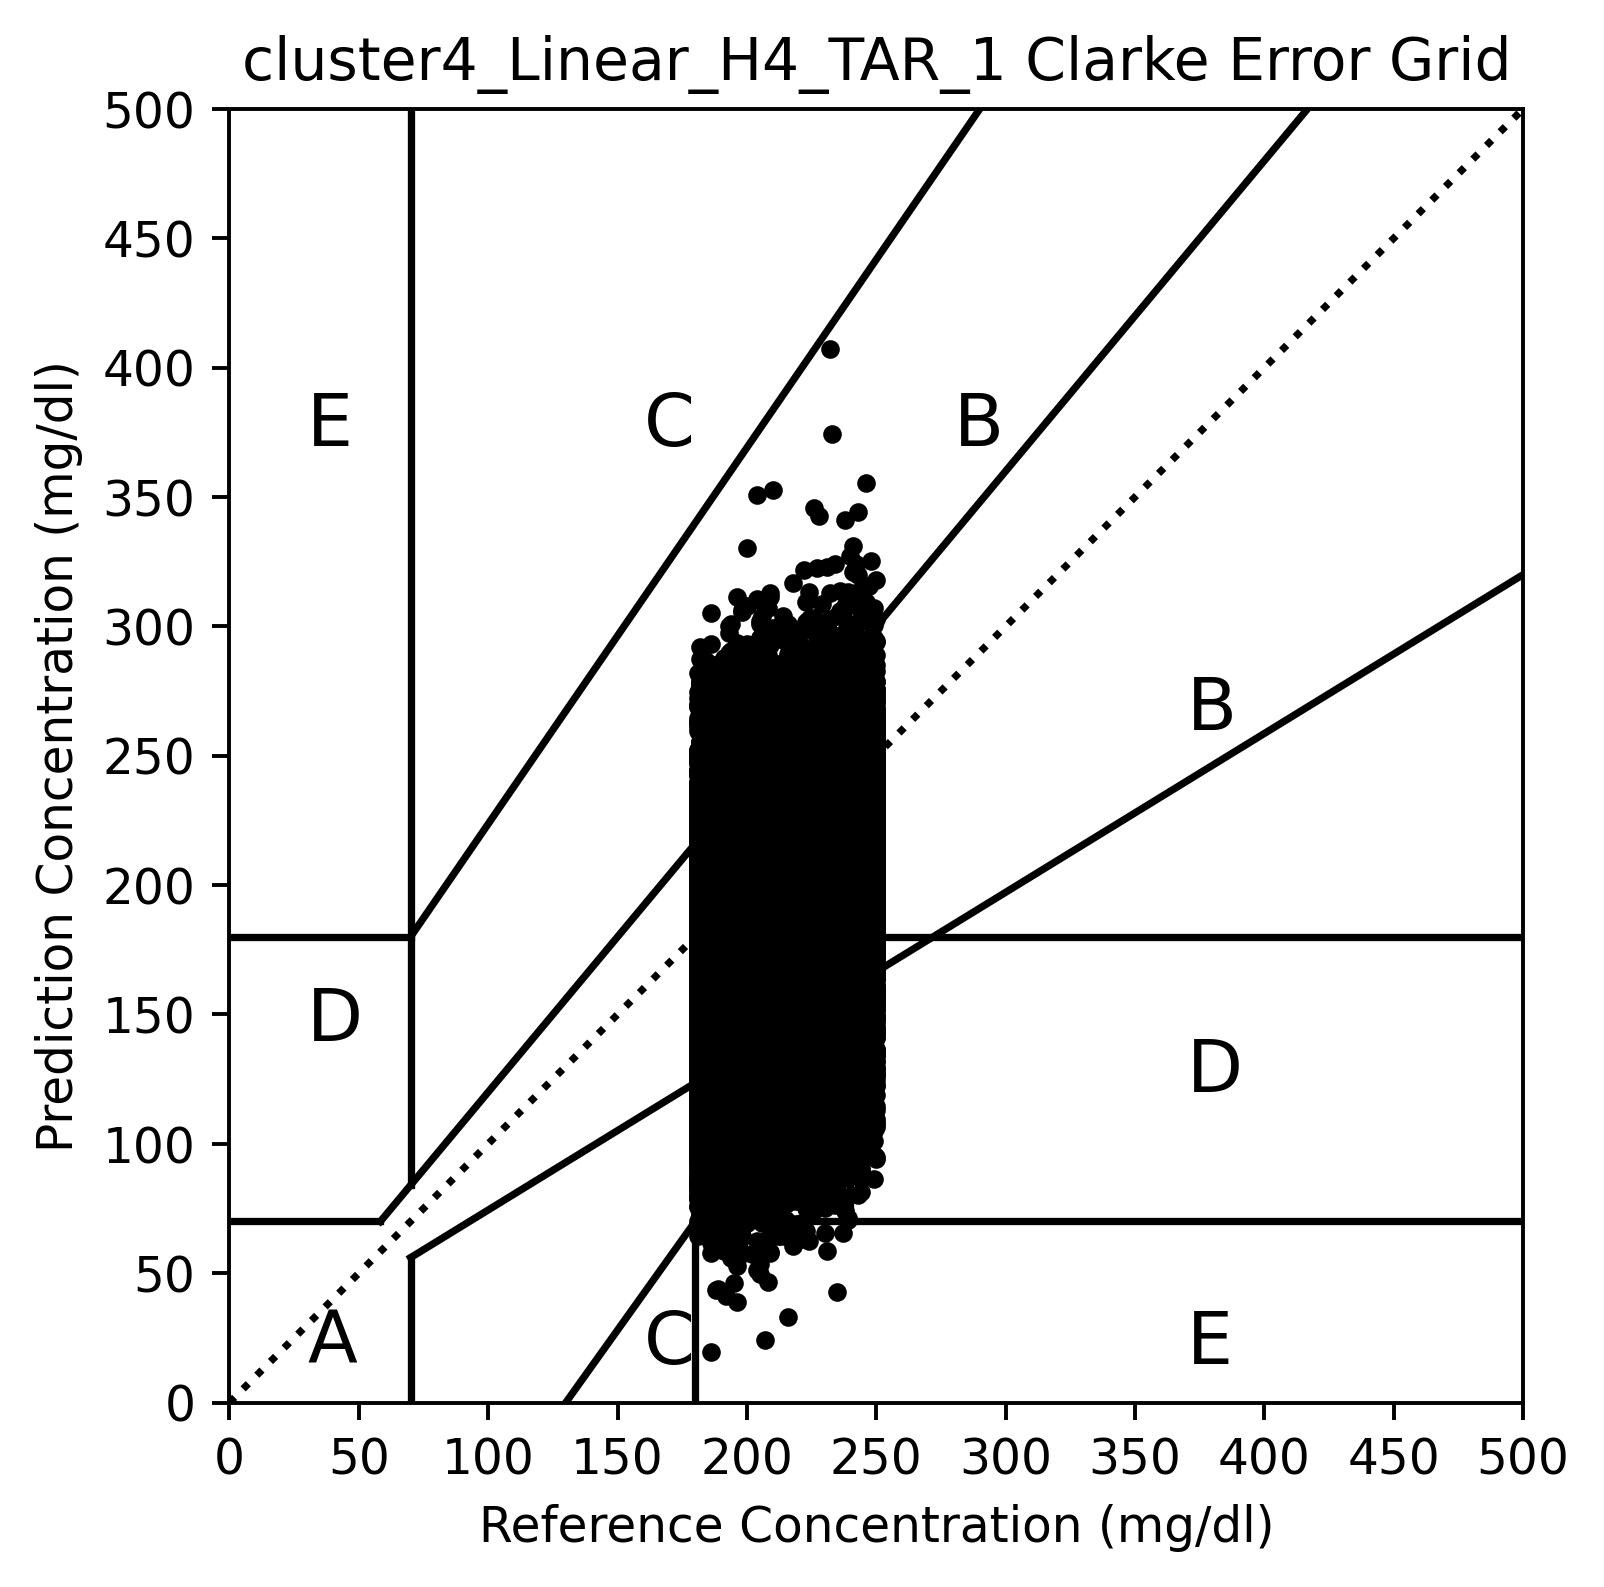 cluster4_Linear_H4_TAR_1 Clarke Error Grid
500
450
400
350
300
250
200
150
100
50
0
Prediction Concentration (mg/dl)
E
C
B
B
D
D
A
C
E
0 50 100 150 200 250 300 350 400 450 500
Reference Concentration (mg/dl)